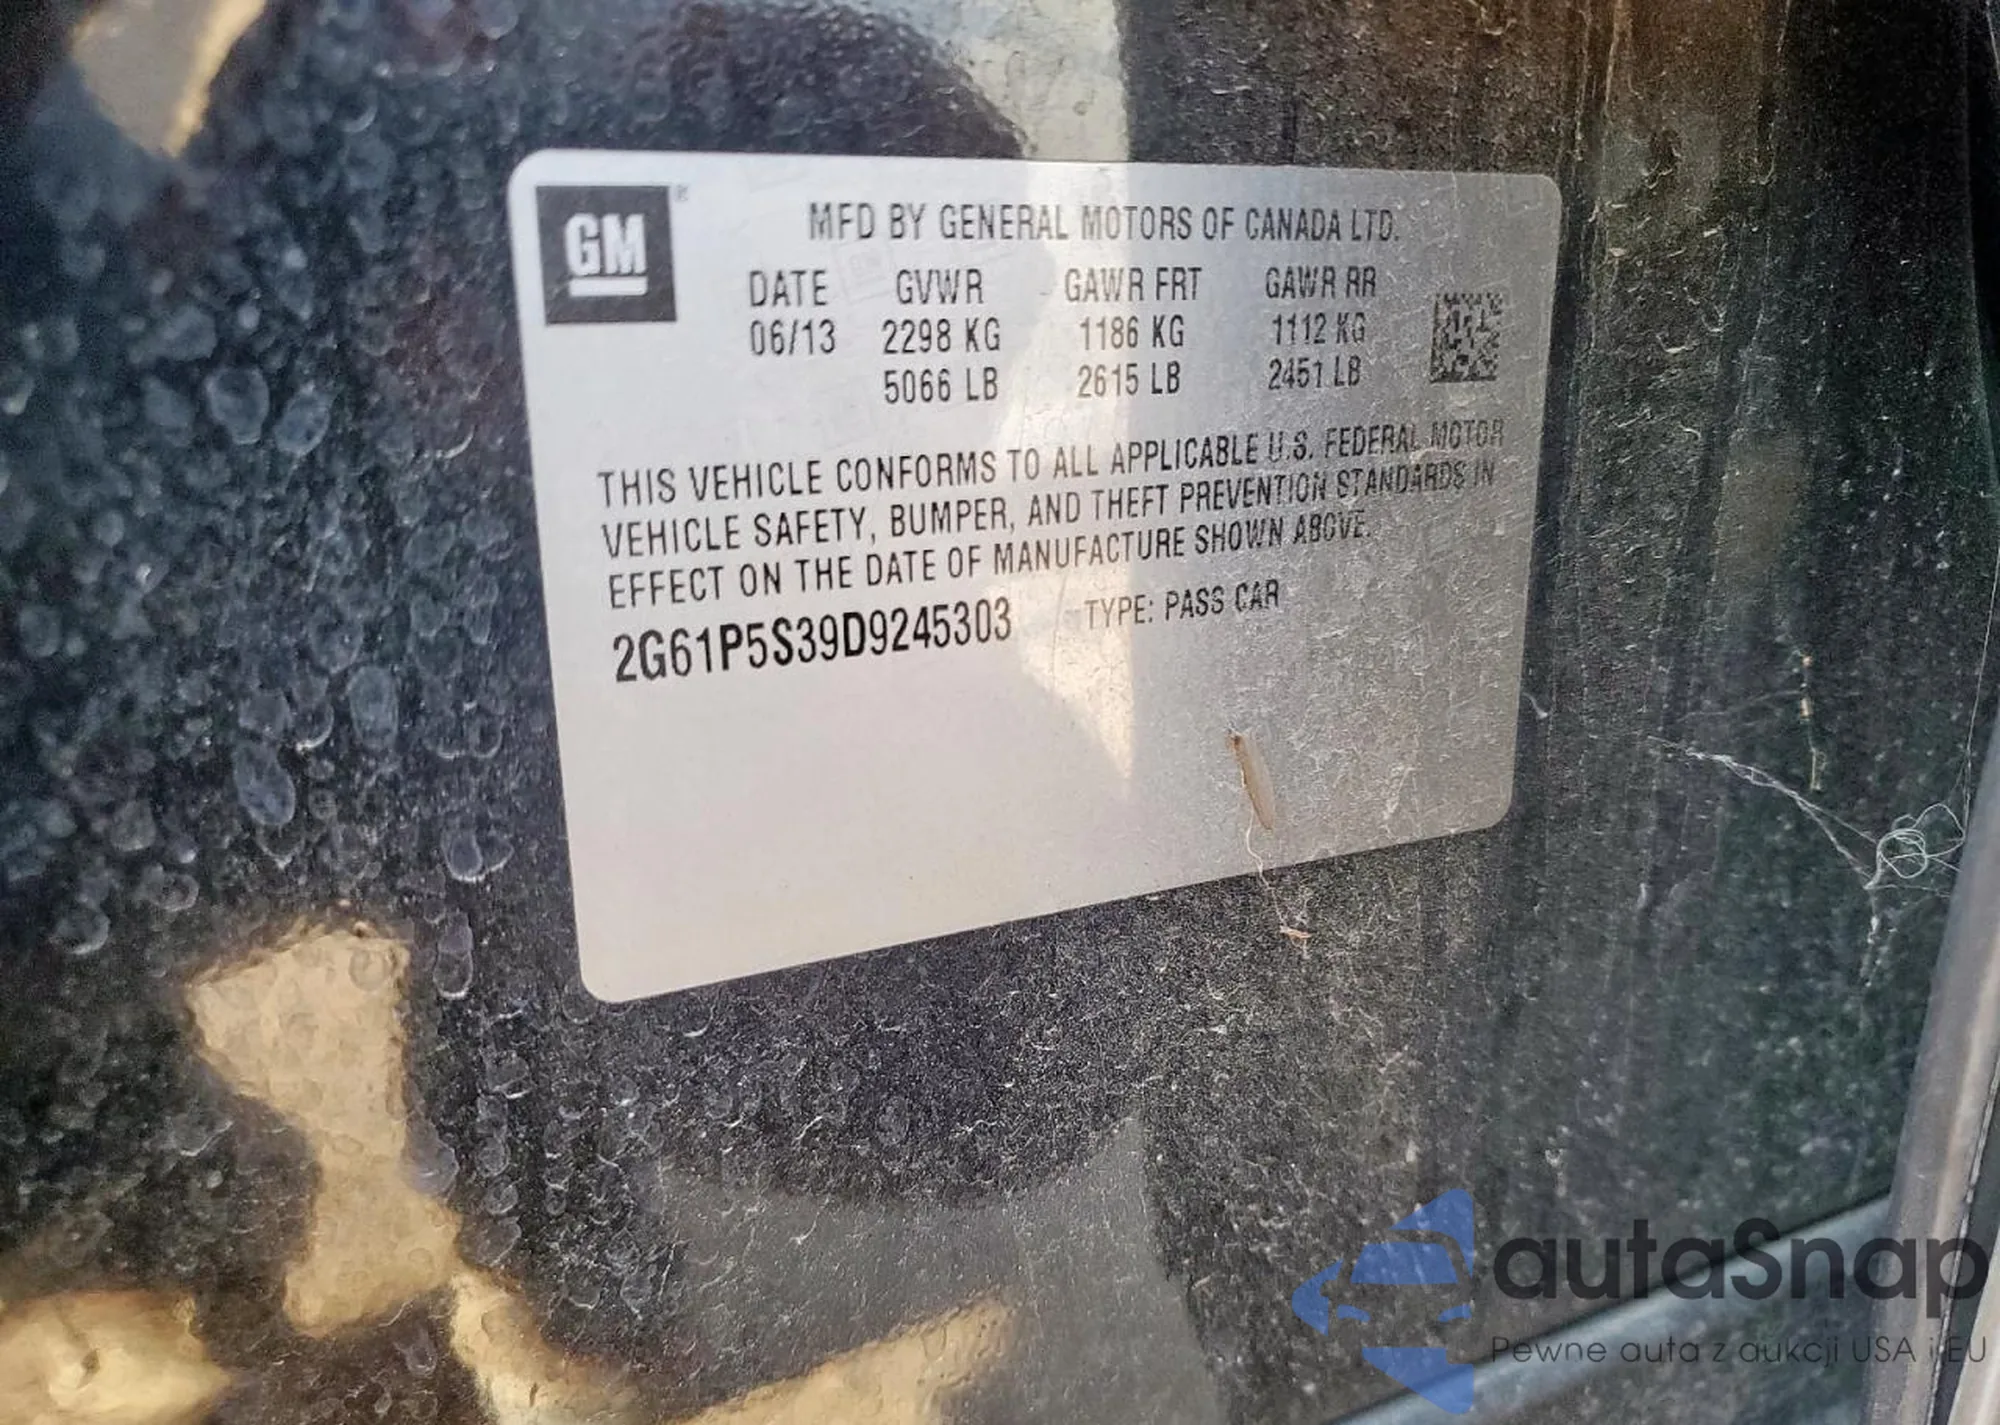 GM ®
MFD BY GENERAL MOTORS OF CANADA LTD.
DATE GVWR GAWR FRT GAWR RR
06/13 2298 KG 1186 KG 1112 KG
5066 LB 2615 LB 2451 LB
THIS VEHICLE CONFORMS TO ALL APPLICABLE U.S. FEDERAL MOTOR
VEHICLE SAFETY, BUMPER, AND THEFT PREVENTION STANDARDS IN
EFFECT ON THE DATE OF MANUFACTURE SHOWN ABOVE.
2G61P5S39D9245303 TYPE: PASS CAR
autaSnap
Pewne auta z aukcji USA i EU